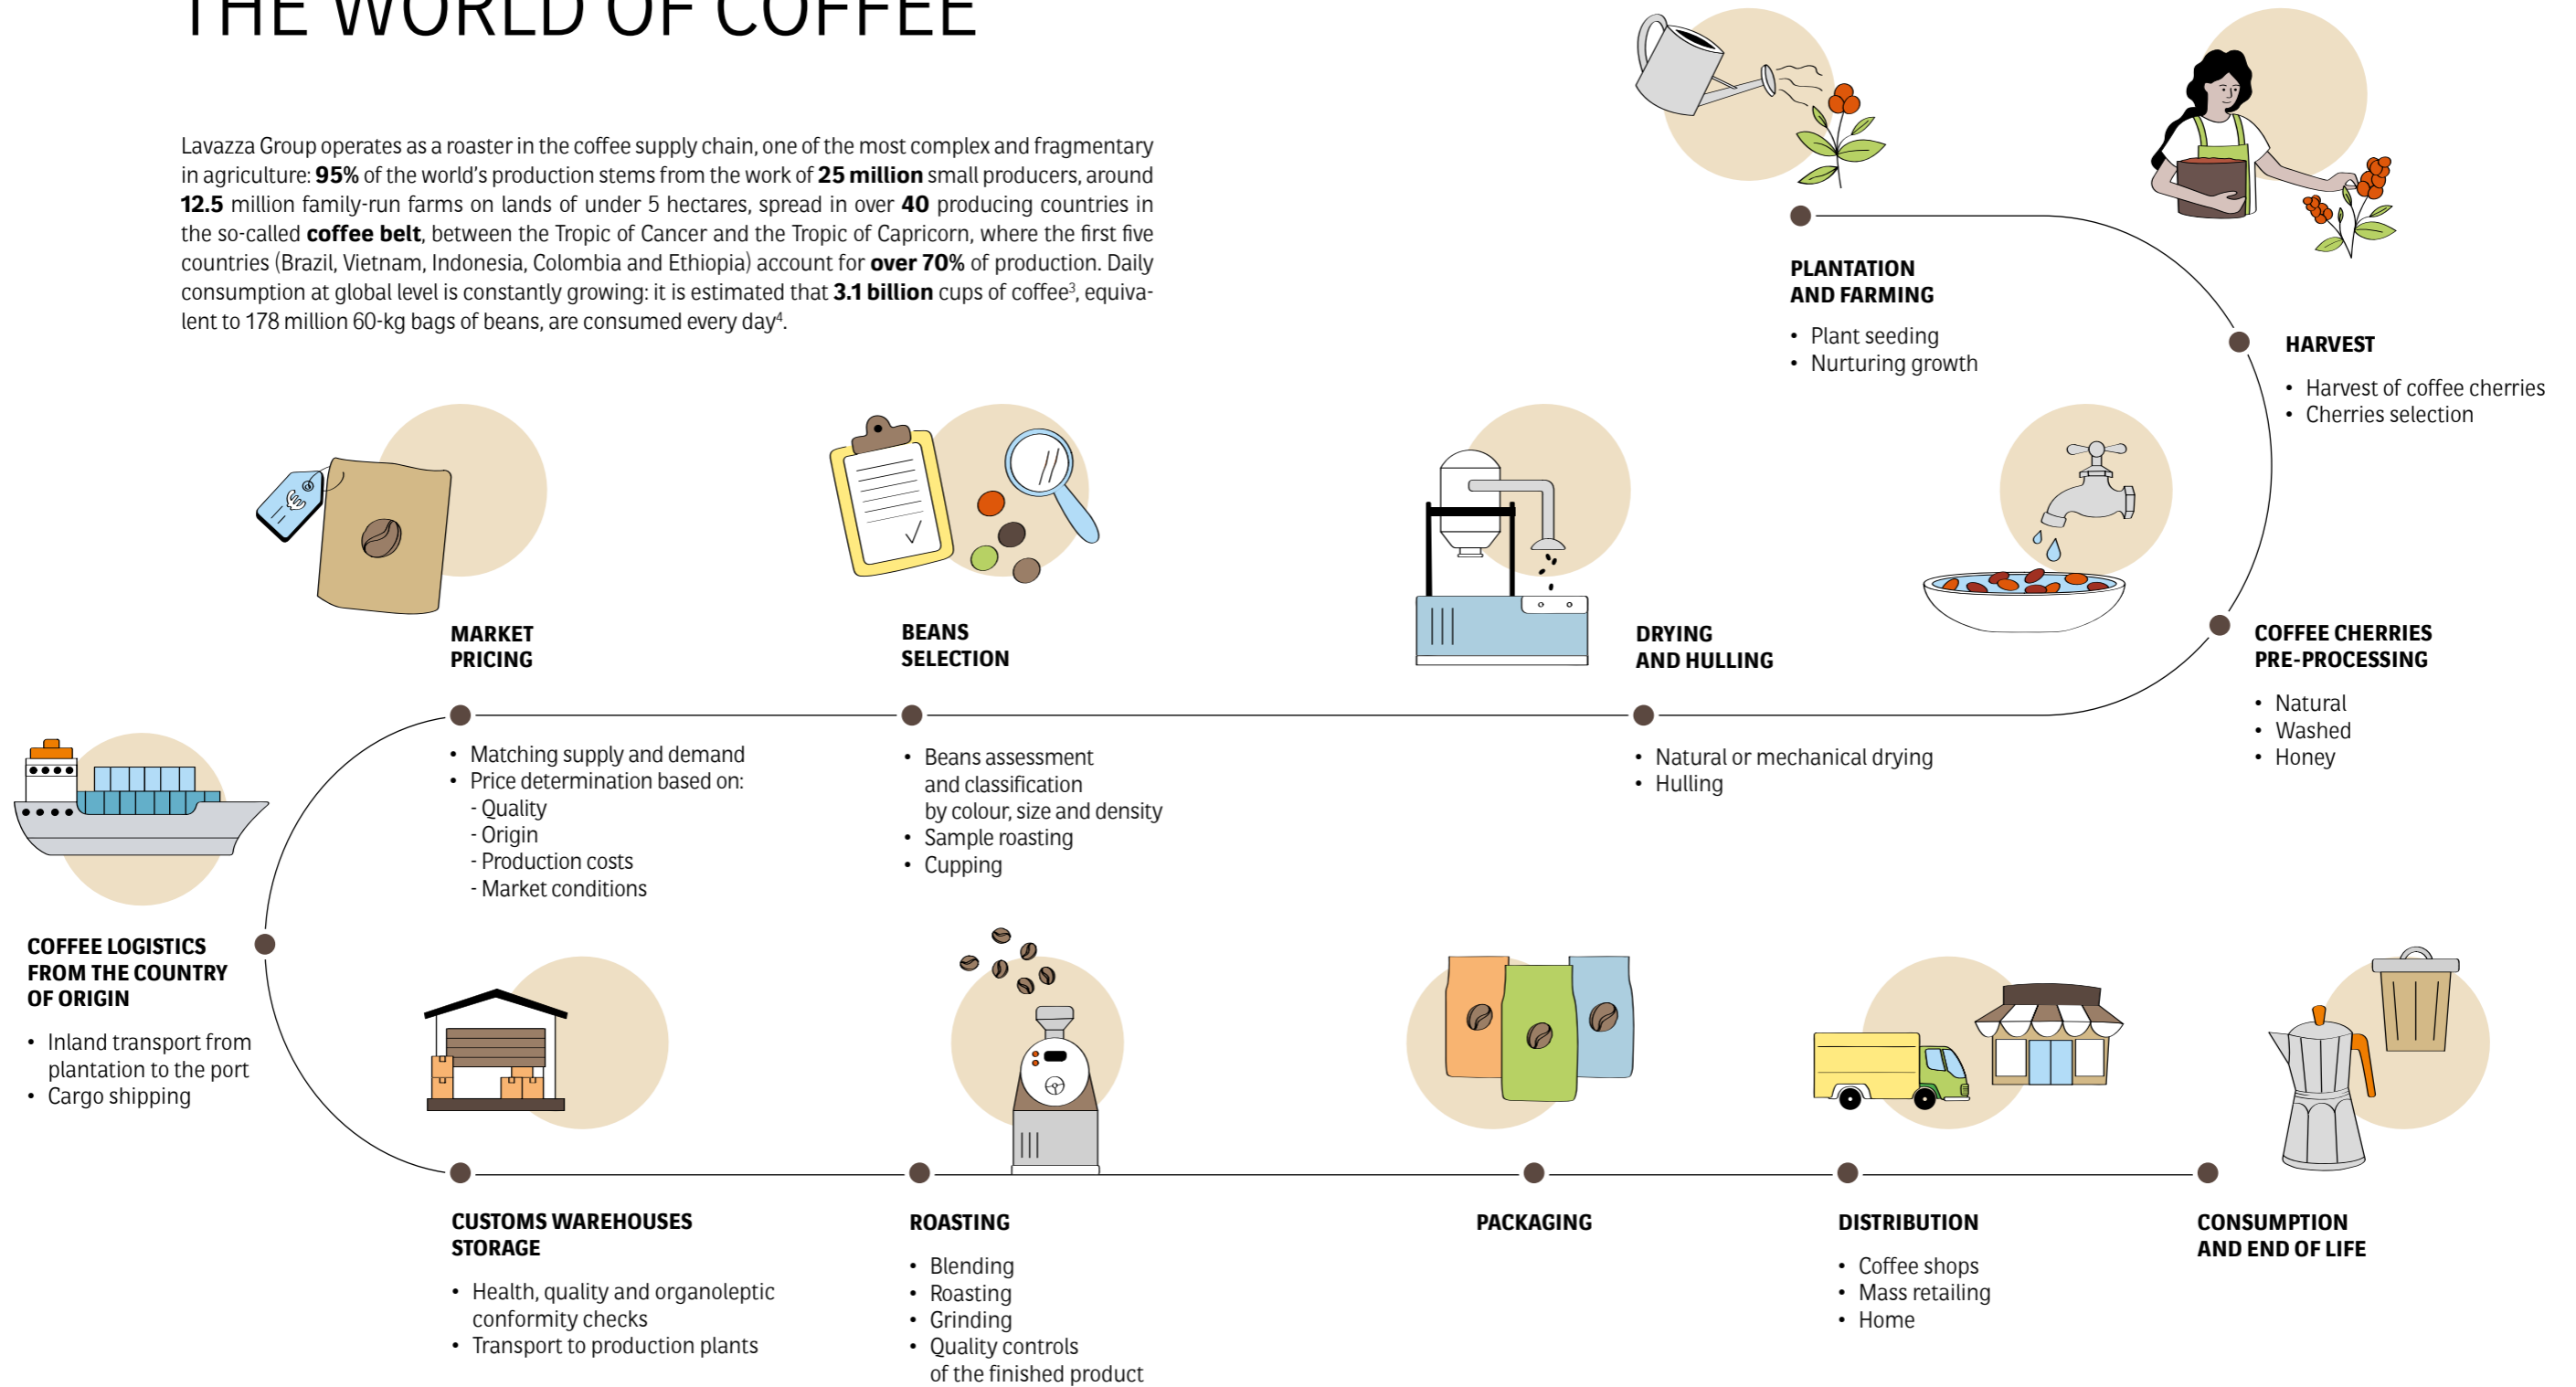 THE WORLD OF COFFEE
Lavazza Group operates as a roaster in the coffee supply chain, one of the most complex and fragmentary
in agriculture: 95% of the world's production stems from the work of 25 million small producers, around
12.5 million family-run farms on lands of under 5 hectares, spread in over 40 producing countries in
the so-called coffee belt, between the Tropic of Cancer and the Tropic of Capricorn, where the first five
countries (Brazil, Vietnam, Indonesia, Colombia and Ethiopia) account for over 70% of production. Daily
consumption at global level is constantly growing: it is estimated that 3.1 billion cups of coffee³, equiva-
lent to 178 million 60-kg bags of beans, are consumed every day⁴.
PLANTATION
AND FARMING
• Plant seeding
• Nurturing growth
HARVEST
• Harvest of coffee cherries
• Cherries selection
COFFEE CHERRIES
PRE-PROCESSING
• Natural
• Washed
• Honey
DRYING
AND HULLING
• Natural or mechanical drying
• Hulling
BEANS
SELECTION
• Beans assessment
and classification
by colour, size and density
• Sample roasting
• Cupping
MARKET
PRICING
• Matching supply and demand
• Price determination based on:
- Quality
- Origin
- Production costs
- Market conditions
COFFEE LOGISTICS
FROM THE COUNTRY
OF ORIGIN
• Inland transport from
plantation to the port
• Cargo shipping
CUSTOMS WAREHOUSES
STORAGE
• Health, quality and organoleptic
conformity checks
• Transport to production plants
ROASTING
• Blending
• Roasting
• Grinding
• Quality controls
of the finished product
PACKAGING
DISTRIBUTION
• Coffee shops
• Mass retailing
• Home
CONSUMPTION
AND END OF LIFE